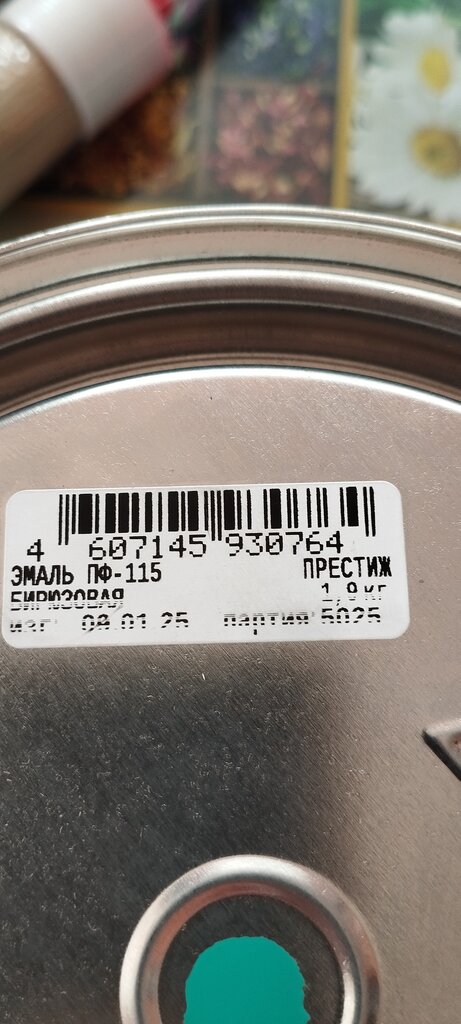 4 607145 930764
ЭМАЛЬ ПФ-115 ПРЕСТИЖ
БИРЮЗОВАЯ 1,9 кг
изг 09.01.25 партия 5025